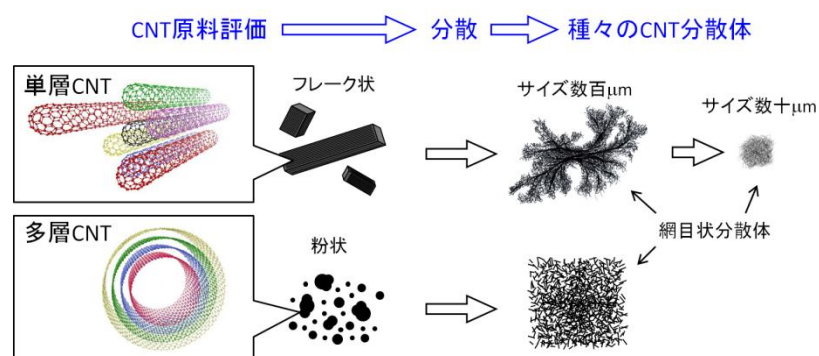 CNT原料評価 分散 種々のCNT分散体
単層CNT
フレーク状
サイズ数百μm
サイズ数十μm
網目状分散体
多層CNT
粉状